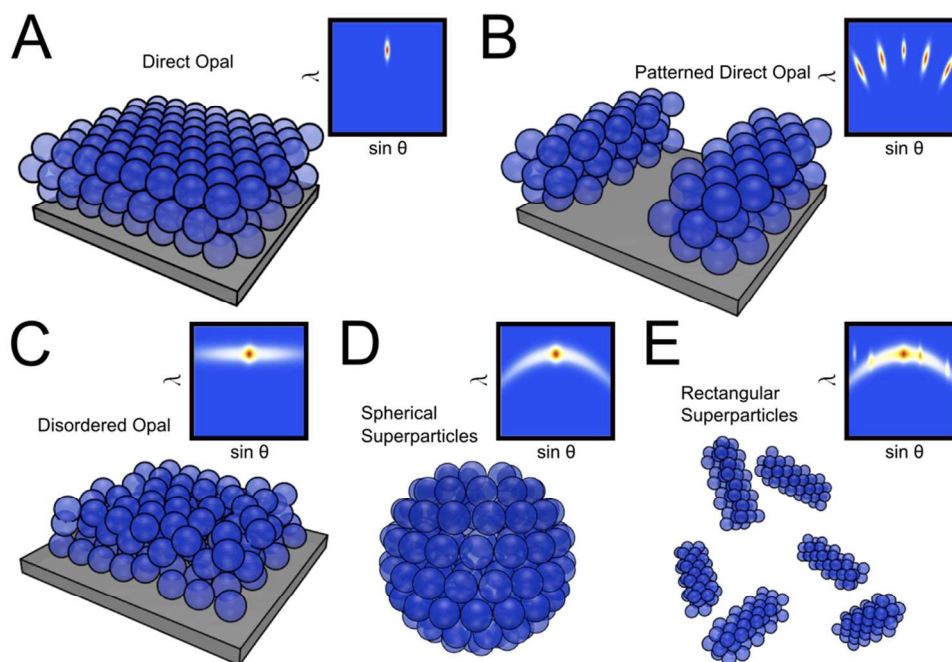 A
Direct Opal
λ
sin θ
B
Patterned Direct Opal
λ
sin θ
C
Disordered Opal
λ
sin θ
D
Spherical
Superparticles
λ
sin θ
E
Rectangular
Superparticles
λ
sin θ